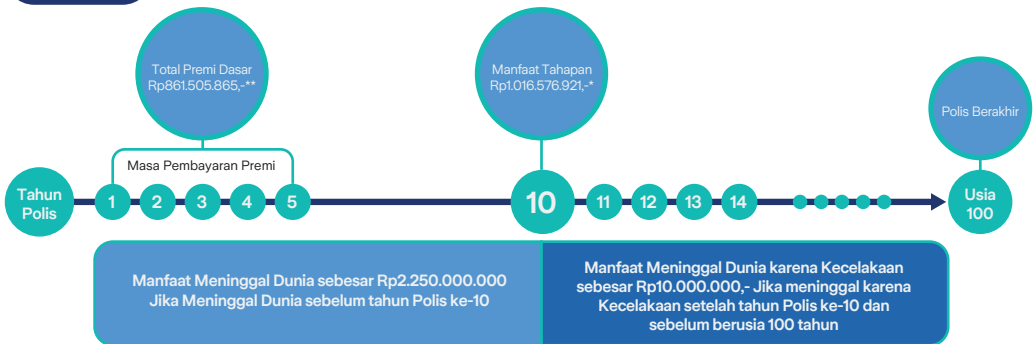 Total Premi Dasar
Rp861.505.865,-**
Manfaat Tahapan
Rp1.016.576.921,-*
Polis Berakhir
Masa Pembayaran Premi
Tahun
Polis
1
2
3
4
5
10
11
12
13
14
Usia
100
Manfaat Meninggal Dunia sebesar Rp2.250.000.000
Jika Meninggal Dunia sebelum tahun Polis ke-10
Manfaat Meninggal Dunia karena Kecelakaan
sebesar Rp10.000.000,- Jika meninggal karena
Kecelakaan setelah tahun Polis ke-10 dan
sebelum berusia 100 tahun